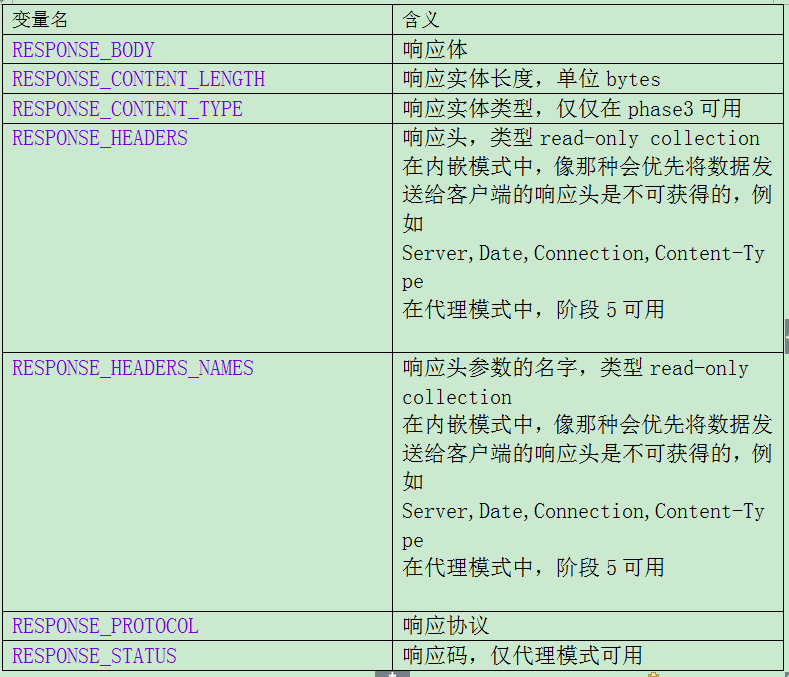 变量名 含义
RESPONSE_BODY 响应体
RESPONSE_CONTENT_LENGTH 响应实体长度，单位 bytes
RESPONSE_CONTENT_TYPE 响应实体类型，仅仅在 phase3 可用
RESPONSE_HEADERS 响应头，类型 read-only collection
在内嵌模式中，像那种会优先将数据发
送给客户端的响应头是不可获得的，例
如
Server,Date,Connection,Content-Ty
pe
在代理模式中，阶段 5 可用
RESPONSE_HEADERS_NAMES 响应头参数的名字，类型 read-only
collection
在内嵌模式中，像那种会优先将数据发
送给客户端的响应头是不可获得的，例
如
Server,Date,Connection,Content-Ty
pe
在代理模式中，阶段 5 可用
RESPONSE_PROTOCOL 响应协议
RESPONSE_STATUS 响应码，仅代理模式可用